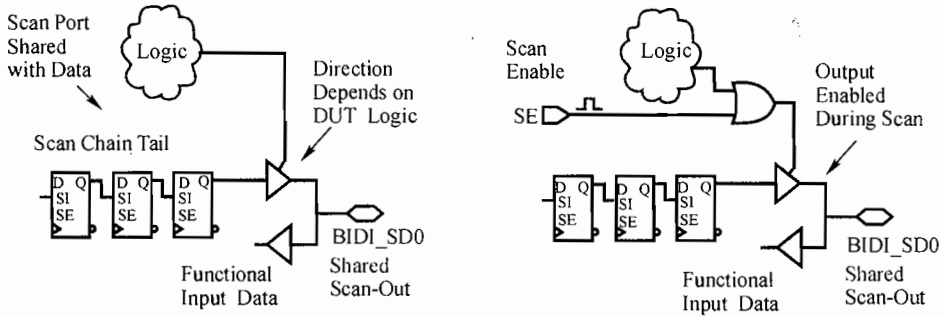 Scan Port
Shared
with Data
Logic
Direction
Depends on
DUT Logic
Scan Chain Tail
D Q
SI
SE
D Q
SI
SE
D Q
SI
SE
BIDI_SD0
Functional
Input Data
Shared
Scan-Out
Scan
Enable
Logic
SE
Output
Enabled
During Scan
D Q
SI
SE
D Q
SI
SE
D Q
SI
SE
BIDI_SD0
Functional
Input Data
Shared
Scan-Out